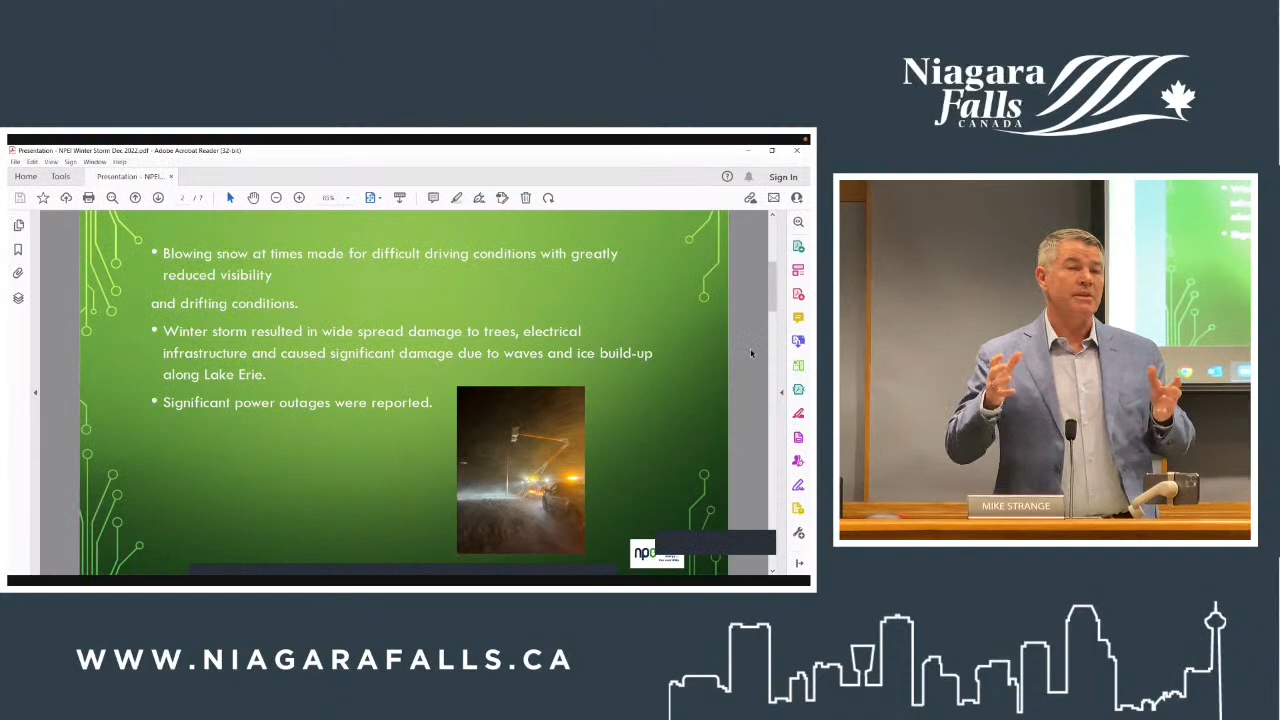 Niagara
Falls
CANADA
Presentation - NPEI Winter Storm Dec 2022.pdf - Adobe Acrobat Reader (32-bit)
File Edit View Sign Window Help
Home Tools Presentation - NPEI... ×
Sign In
2 / 7 85%
• Blowing snow at times made for difficult driving conditions with greatly
reduced visibility
and drifting conditions.
• Winter storm resulted in wide spread damage to trees, electrical
infrastructure and caused significant damage due to waves and ice build-up
along Lake Erie.
• Significant power outages were reported.
MIKE STRANGE
WWW.NIAGARAFALLS.CA